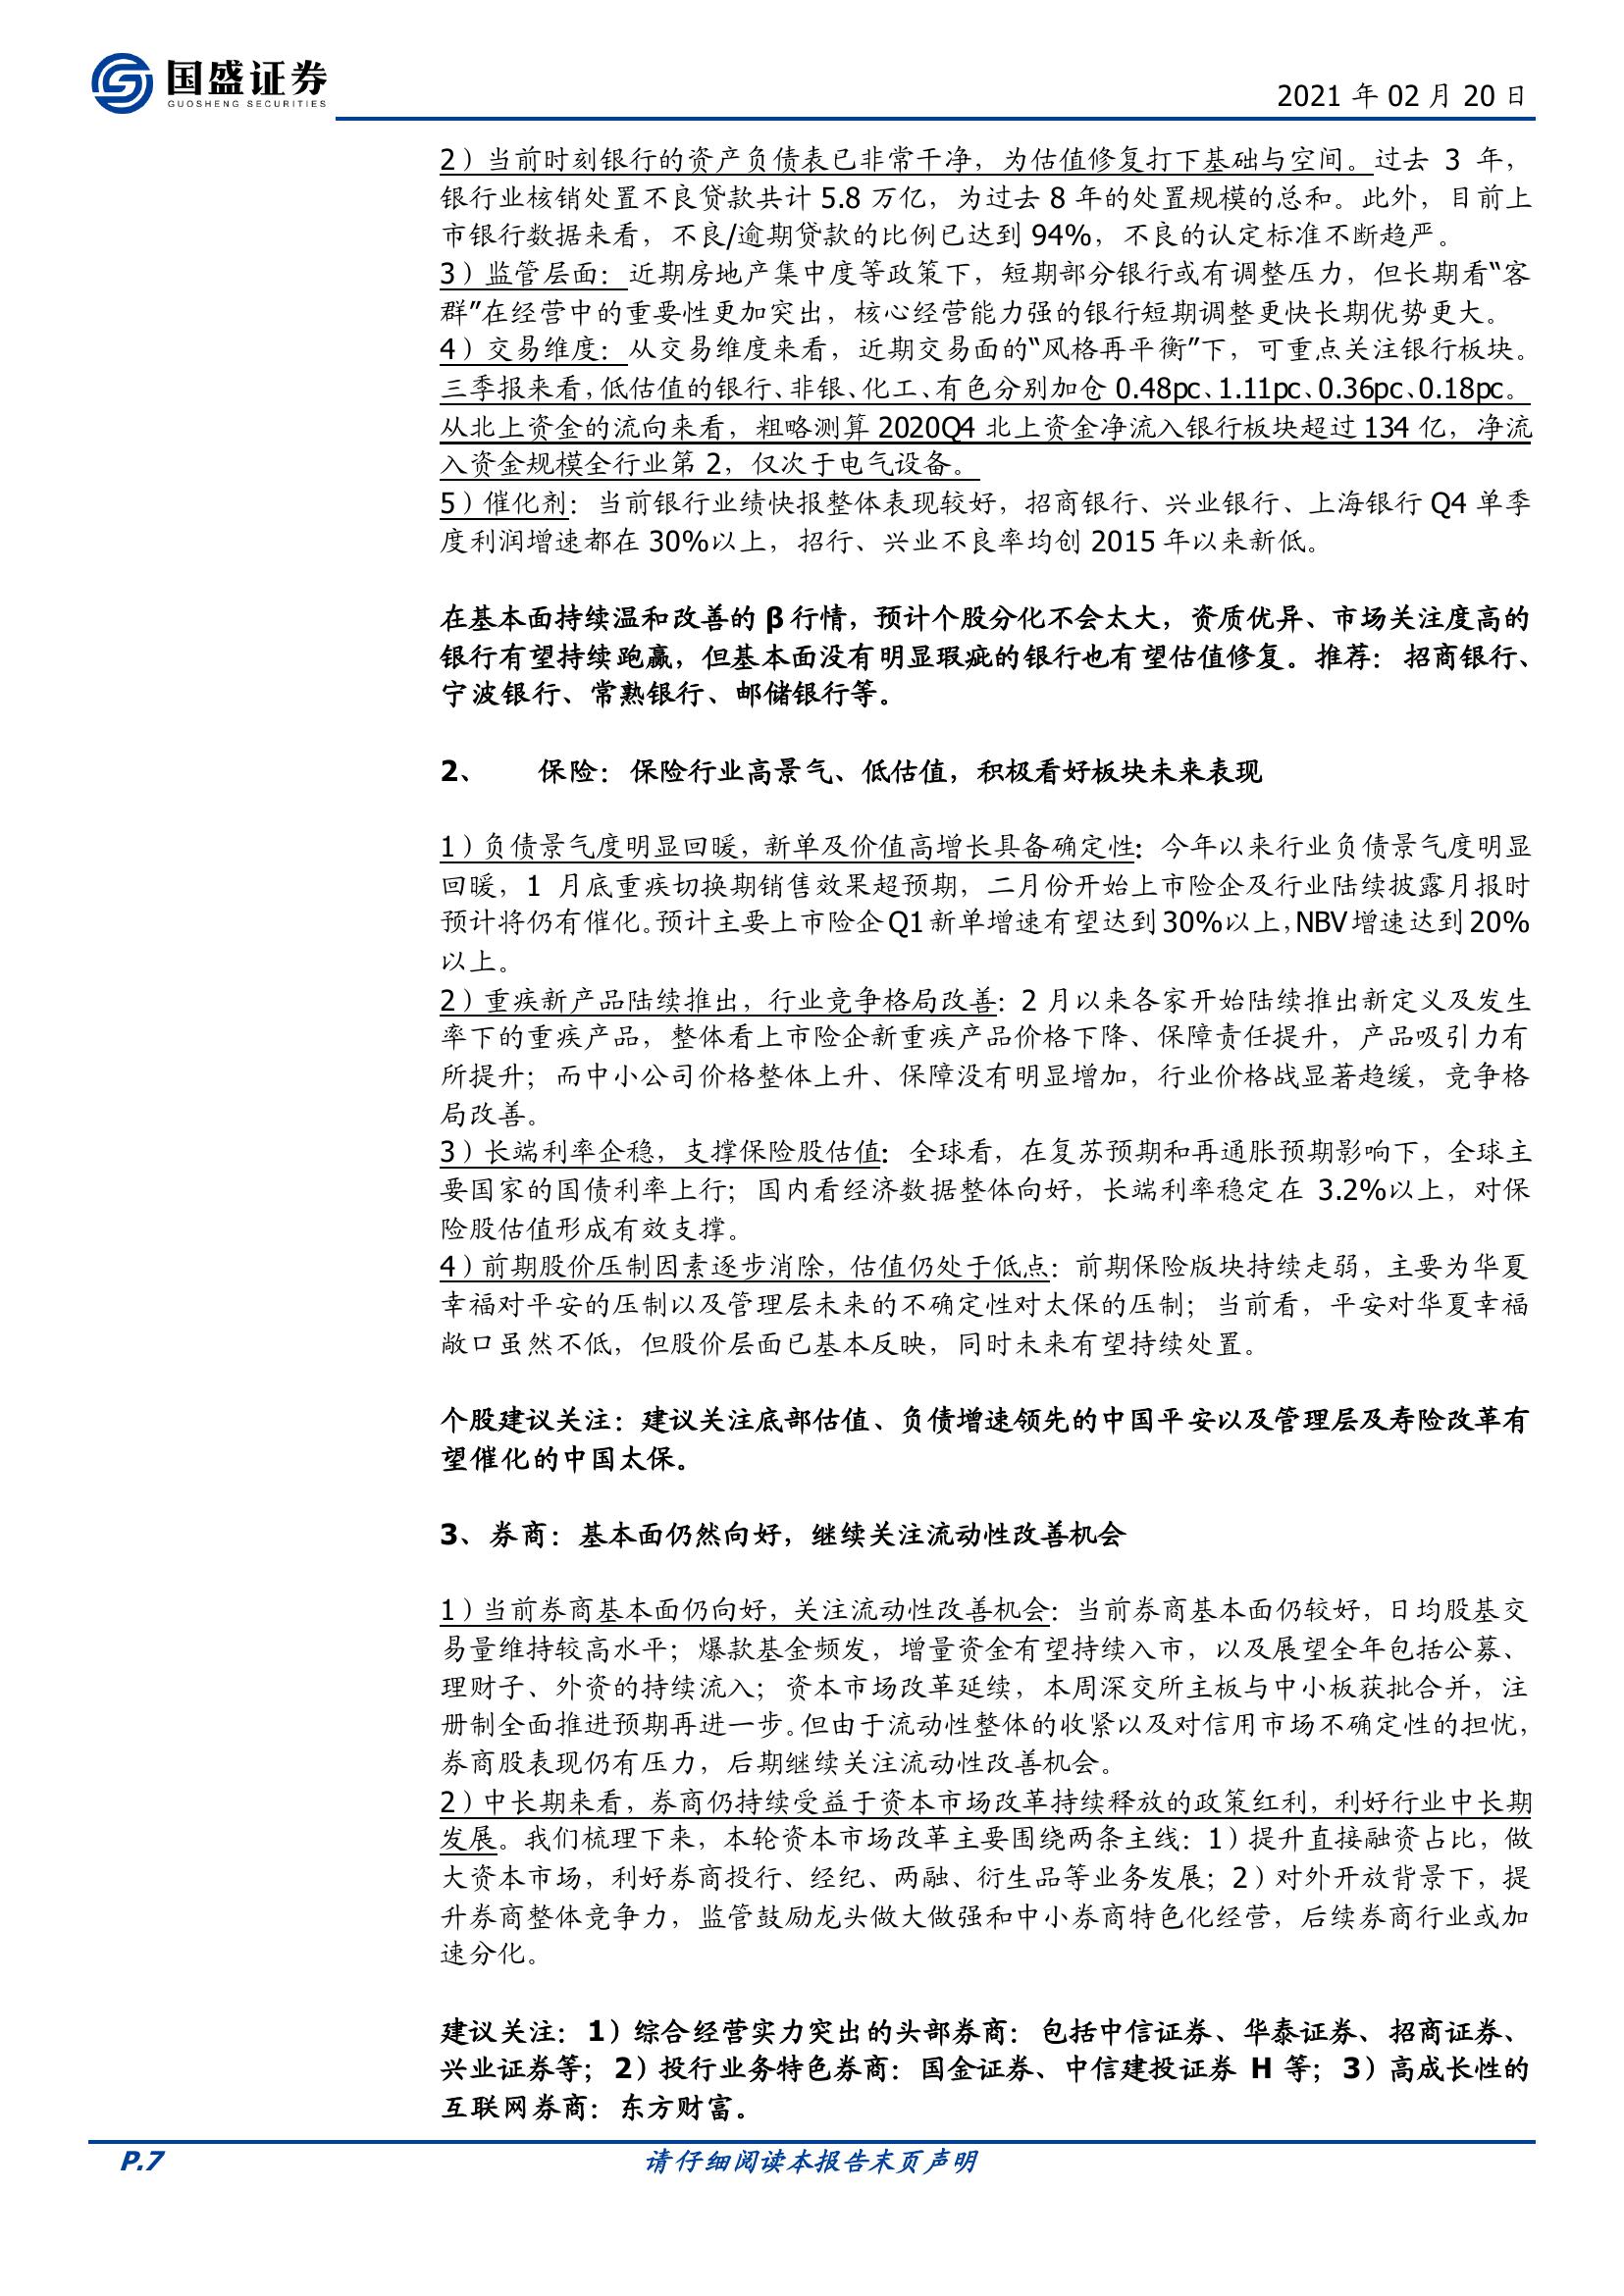 国盛证券
GUOSHENG SECURITIES
2021 年 02 月 20 日
2）当前时刻银行的资产负债表已非常干净，为估值修复打下基础与空间。过去 3 年，
银行业核销处置不良贷款共计 5.8 万亿，为过去 8 年的处置规模的总和。此外，目前上
市银行数据来看，不良/逾期贷款的比例已达到 94%，不良的认定标准不断趋严。
3）监管层面：近期房地产集中度等政策下，短期部分银行或有调整压力，但长期看“客
群”在经营中的重要性更加突出，核心经营能力强的银行短期调整更快长期优势更大。
4）交易维度：从交易维度来看，近期交易面的“风格再平衡”下，可重点关注银行板块。
三季报来看，低估值的银行、非银、化工、有色分别加仓 0.48pc、1.11pc、0.36pc、0.18pc。
从北上资金的流向来看，粗略测算 2020Q4 北上资金净流入银行板块超过 134 亿，净流
入资金规模全行业第 2，仅次于电气设备。
5）催化剂：当前银行业绩快报整体表现较好，招商银行、兴业银行、上海银行 Q4 单季
度利润增速都在 30%以上，招行、兴业不良率均创 2015 年以来新低。
在基本面持续温和改善的 β 行情，预计个股分化不会太大，资质优异、市场关注度高的
银行有望持续跑赢，但基本面没有明显瑕疵的银行也有望估值修复。推荐：招商银行、
宁波银行、常熟银行、邮储银行等。
2、 保险：保险行业高景气、低估值，积极看好板块未来表现
1）负债景气度明显回暖，新单及价值高增长具备确定性：今年以来行业负债景气度明显
回暖，1 月底重疾切换期销售效果超预期，二月份开始上市险企及行业陆续披露月报时
预计将仍有催化。预计主要上市险企 Q1 新单增速有望达到 30%以上，NBV 增速达到 20%
以上。
2）重疾新产品陆续推出，行业竞争格局改善：2 月以来各家开始陆续推出新定义及发生
率下的重疾产品，整体看上市险企新重疾产品价格下降、保障责任提升，产品吸引力有
所提升；而中小公司价格整体上升、保障没有明显增加，行业价格战显著趋缓，竞争格
局改善。
3）长端利率企稳，支撑保险股估值：全球看，在复苏预期和再通胀预期影响下，全球主
要国家的国债利率上行；国内看经济数据整体向好，长端利率稳定在 3.2%以上，对保
险股估值形成有效支撑。
4）前期股价压制因素逐步消除，估值仍处于低点：前期保险版块持续走弱，主要为华夏
幸福对平安的压制以及管理层未来的不确定性对太保的压制；当前看，平安对华夏幸福
敞口虽然不低，但股价层面已基本反映，同时未来有望持续处置。
个股建议关注：建议关注底部估值、负债增速领先的中国平安以及管理层及寿险改革有
望催化的中国太保。
3、券商：基本面仍然向好，继续关注流动性改善机会
1）当前券商基本面仍向好，关注流动性改善机会：当前券商基本面仍较好，日均股基交
易量维持较高水平；爆款基金频发，增量资金有望持续入市，以及展望全年包括公募、
理财子、外资的持续流入；资本市场改革延续，本周深交所主板与中小板获批合并，注
册制全面推进预期再进一步。但由于流动性整体的收紧以及对信用市场不确定性的担忧，
券商股表现仍有压力，后期继续关注流动性改善机会。
2）中长期来看，券商仍持续受益于资本市场改革持续释放的政策红利，利好行业中长期
发展。我们梳理下来，本轮资本市场改革主要围绕两条主线：1）提升直接融资占比，做
大资本市场，利好券商投行、经纪、两融、衍生品等业务发展；2）对外开放背景下，提
升券商整体竞争力，监管鼓励龙头做大做强和中小券商特色化经营，后续券商行业或加
速分化。
建议关注：1）综合经营实力突出的头部券商：包括中信证券、华泰证券、招商证券、
兴业证券等；2）投行业务特色券商：国金证券、中信建投证券 H 等；3）高成长性的
互联网券商：东方财富。
P.7
请仔细阅读本报告末页声明